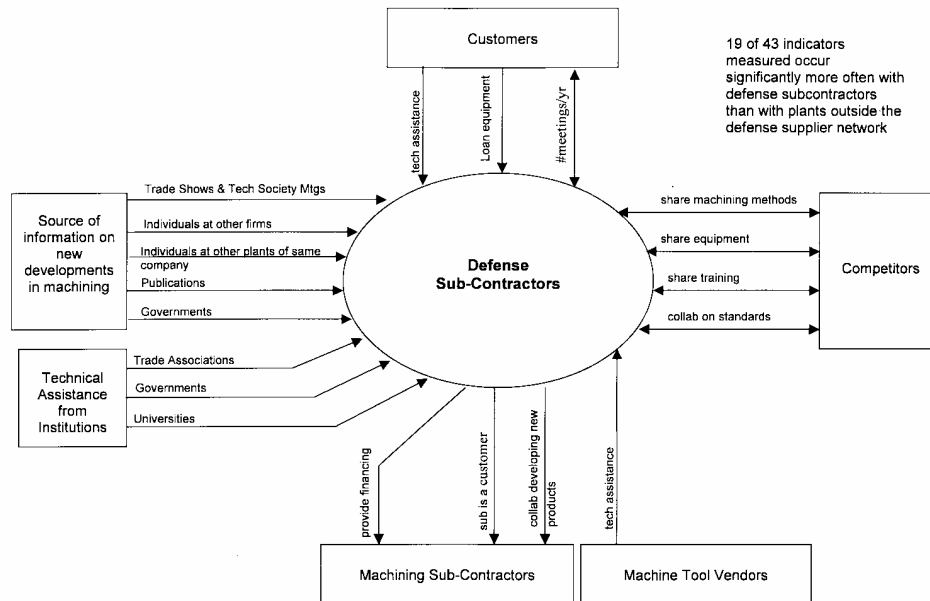 Customers
19 of 43 indicators
measured occur
significantly more often with
defense subcontractors
than with plants outside the
defense supplier network
tech assistance
Loan equipment
#meetings/yr
Source of
information on
new
developments
in machining
Trade Shows & Tech Society Mtgs
Individuals at other firms
Individuals at other plants of same
company
Publications
Governments
Defense
Sub-Contractors
share machining methods
share equipment
share training
collab on standards
Competitors
Technical
Assistance
from
Institutions
Trade Associations
Governments
Universities
provide financing
sub is a customer
collab developing new
products
tech assistance
Machining Sub-Contractors
Machine Tool Vendors